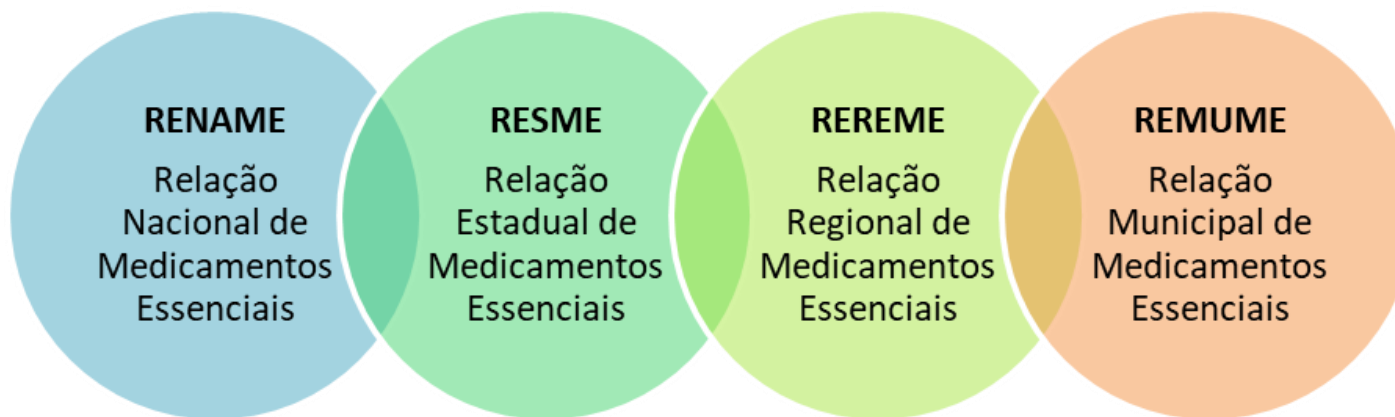 RENAME
Relação
Nacional de
Medicamentos
Essenciais
RESME
Relação
Estadual de
Medicamentos
Essenciais
REREME
Relação
Regional de
Medicamentos
Essenciais
REMUME
Relação
Municipal de
Medicamentos
Essenciais